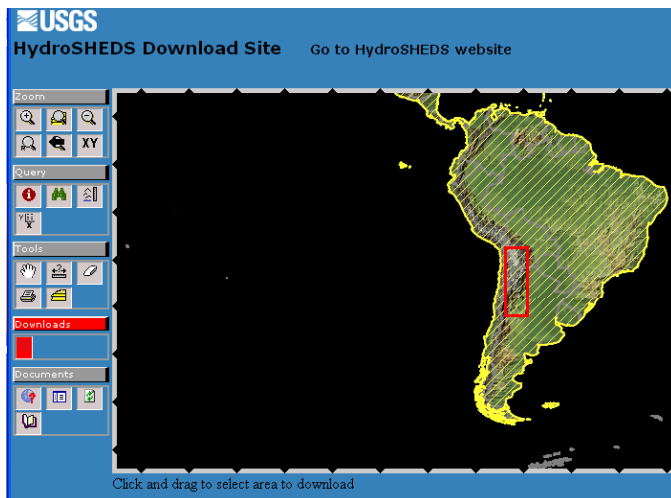 USGS
HydroSHEDS Download Site Go to HydroSHEDS website
Zoom
XY
Query
Tools
Downloads
Documents
Click and drag to select area to download